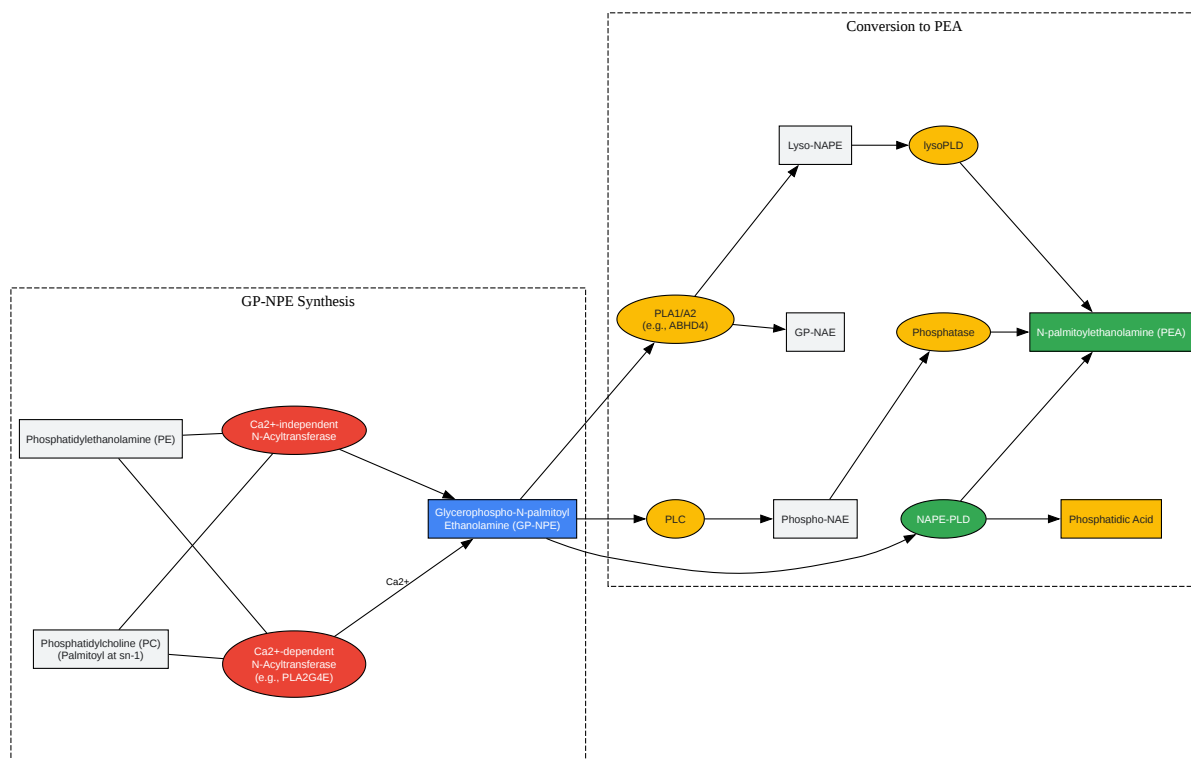 Conversion to PEA
Lyso-NAPE
lysoPLD
GP-NPE Synthesis
PLA1/A2
(e.g., ABHD4)
GP-NAE
Phosphatase
N-palmitoylethanolamine (PEA)
Phosphatidylethanolamine (PE)
Ca2+-independent
N-Acyltransferase
Glycerophospho-N-palmitoyl
Ethanolamine (GP-NPE)
PLC
Phospho-NAE
NAPE-PLD
Phosphatidic Acid
Ca2+
Phosphatidylcholine (PC)
(Palmitoyl at sn-1)
Ca2+-dependent
N-Acyltransferase
(e.g., PLA2G4E)